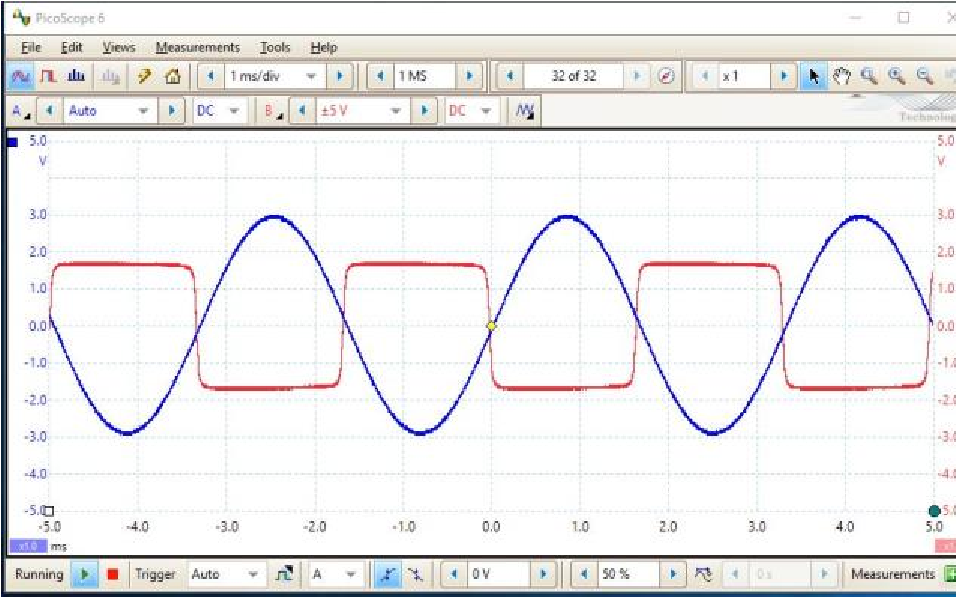 PicoScope 6
File Edit Views Measurements Tools Help
1 ms/div 1 MS 32 of 32 x 1
A Auto DC B ±5 V DC
5.0 5.0
V V
3.0 3.0
2.0 2.0
1.0 1.0
0.0 0.0
-1.0 -1.0
-2.0 -2.0
-3.0 -3.0
-4.0 -4.0
-5.0 5.0
-5.0 -4.0 -3.0 -2.0 -1.0 0.0 1.0 2.0 3.0 4.0 5.0
x1.0 ms
Running Trigger Auto A 0 V 50 % 0 s Measurements